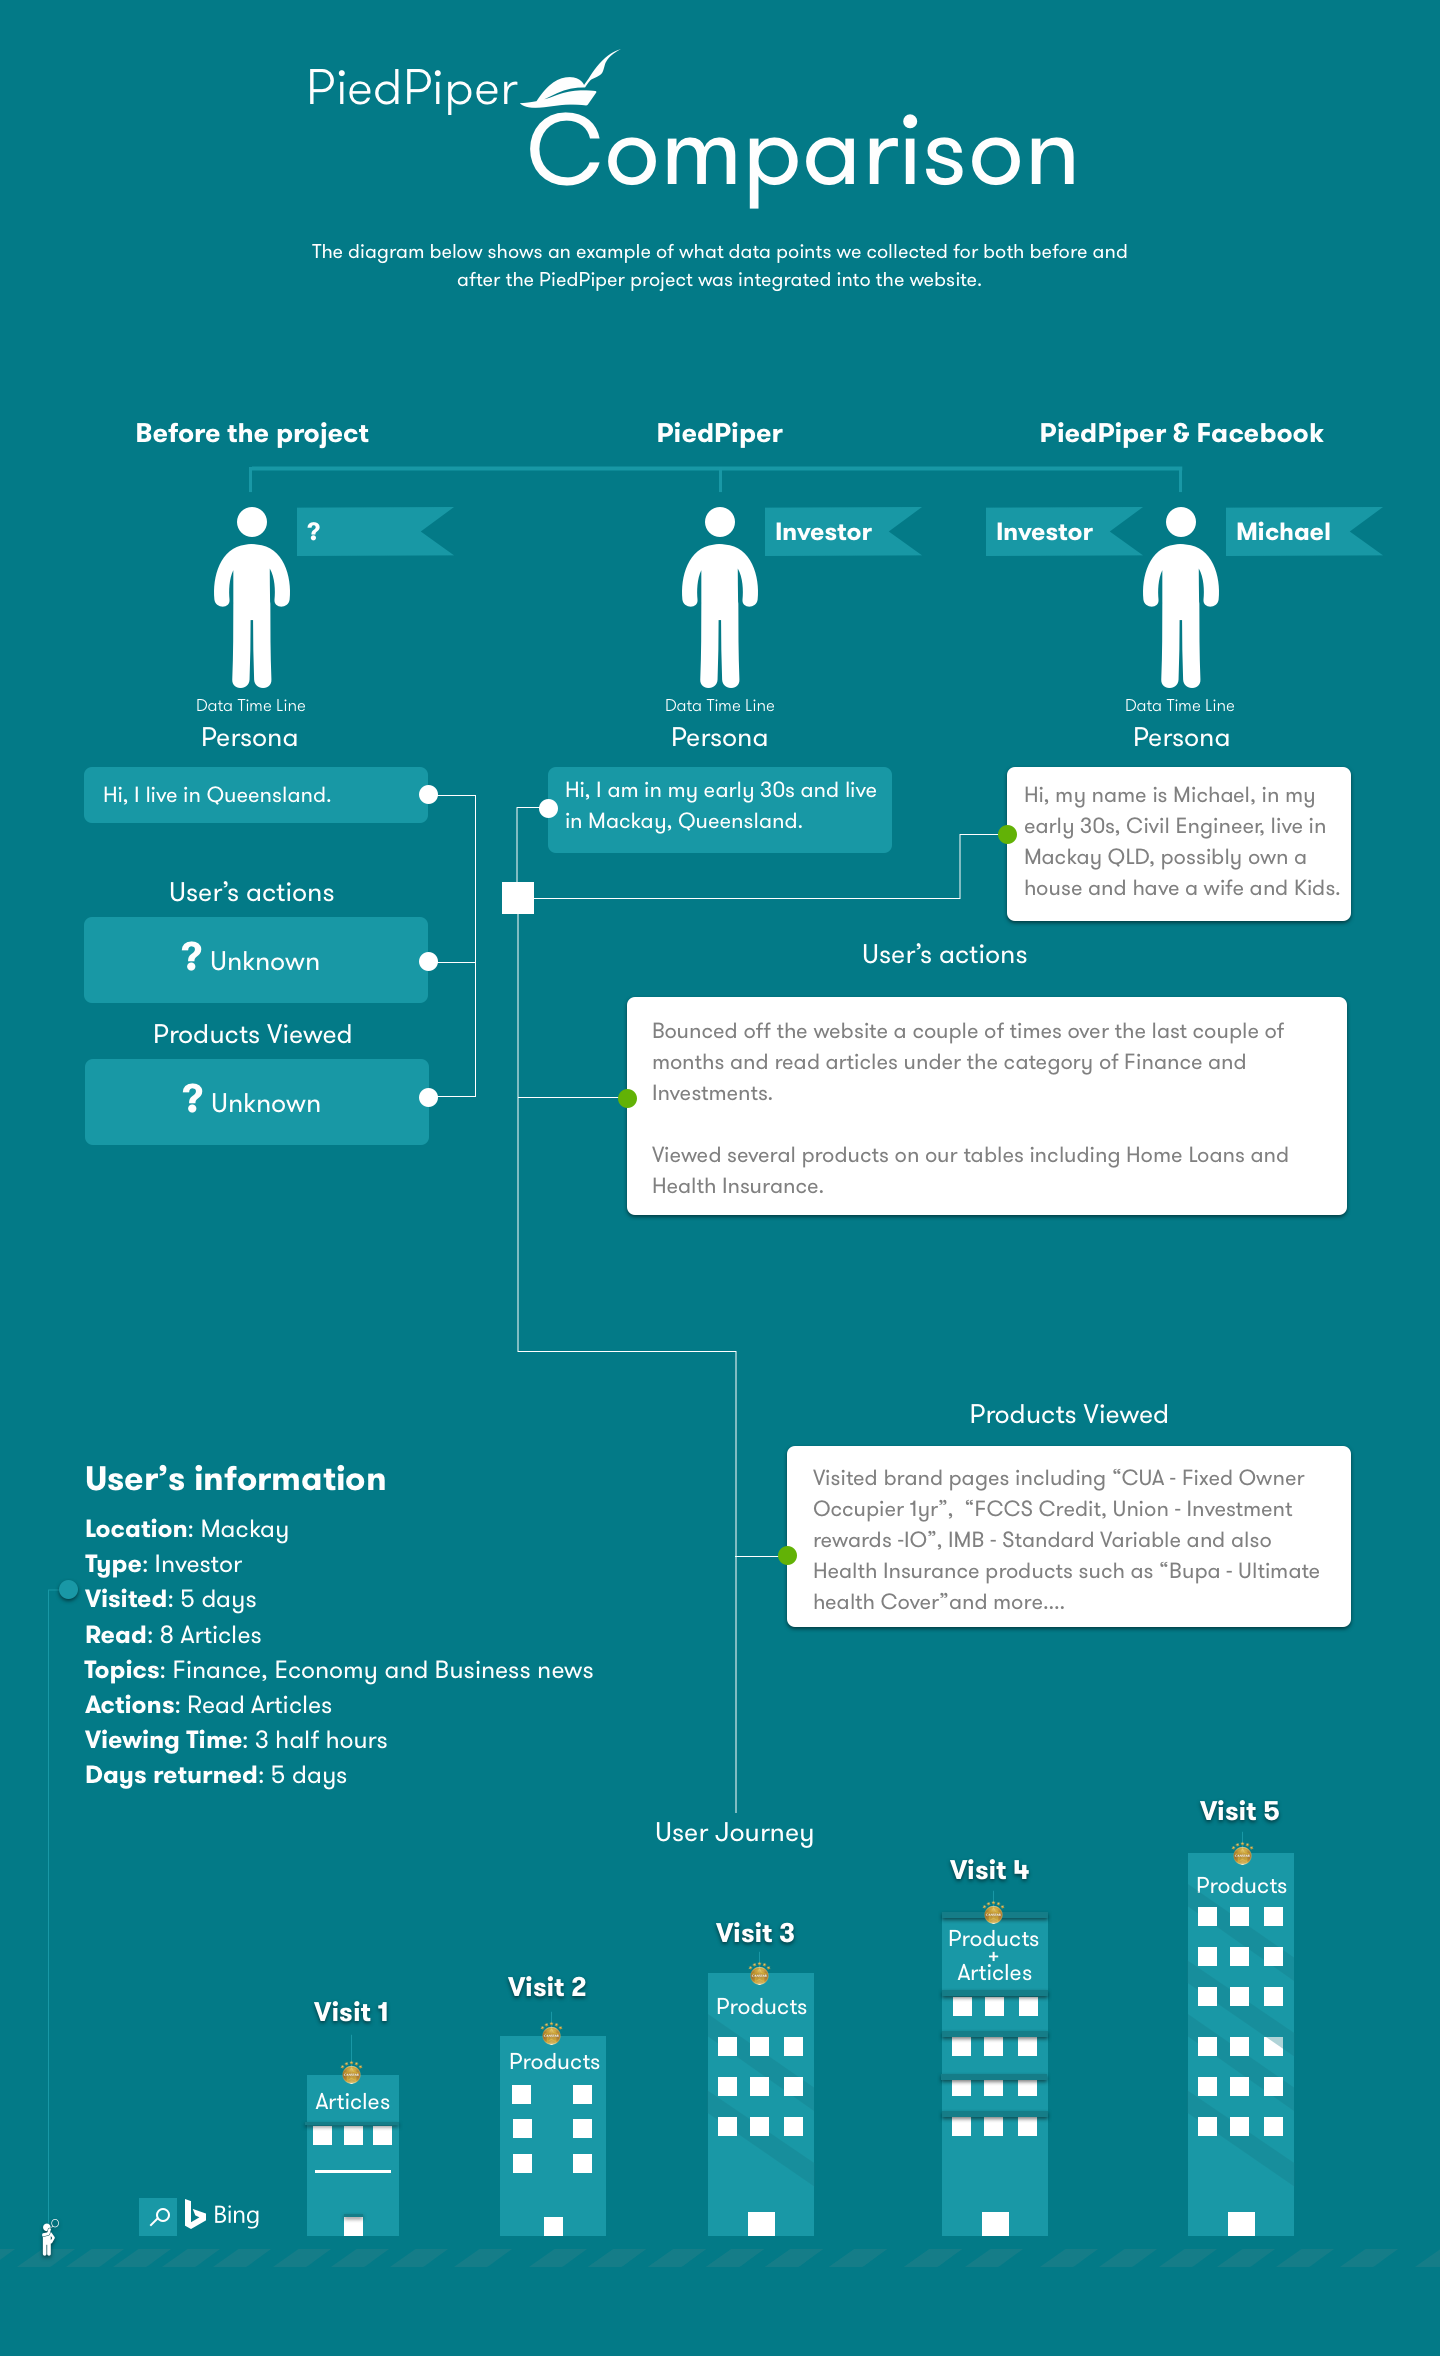 PiedPiper
Comparison
The diagram below shows an example of what data points we collected for both before and
after the PiedPiper project was integrated into the website.
Before the project
PiedPiper
PiedPiper & Facebook
?
Investor
Investor
Michael
Data Time Line
Persona
Data Time Line
Persona
Data Time Line
Persona
Hi, I live in Queensland.
Hi, I am in my early 30s and live
in Mackay, Queensland.
Hi, my name is Michael, in my
early 30s, Civil Engineer, live in
Mackay QLD, possibly own a
house and have a wife and Kids.
User's actions
? Unknown
Products Viewed
? Unknown
User's actions
Bounced off the website a couple of times over the last couple of
months and read articles under the category of Finance and
Investments.
Viewed several products on our tables including Home Loans and
Health Insurance.
Products Viewed
Visited brand pages including “CUA - Fixed Owner
Occupier 1yr”, “FCCS Credit, Union - Investment
rewards -IO”, IMB - Standard Variable and also
Health Insurance products such as “Bupa - Ultimate
health Cover”and more....
User's information
Location: Mackay
Type: Investor
Visited: 5 days
Read: 8 Articles
Topics: Finance, Economy and Business news
Actions: Read Articles
Viewing Time: 3 half hours
Days returned: 5 days
User Journey
Visit 1
Articles
Visit 2
Products
Visit 3
Products
Visit 4
Products
+
Articles
Visit 5
Products
Bing